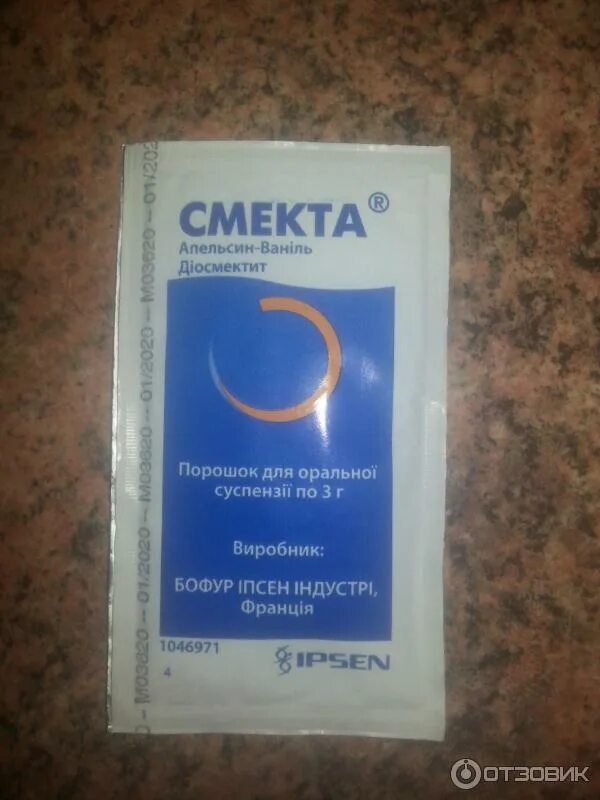 СМЕКТА®
Апельсин-Ваніль
Діосмектит
Порошок для оральної
суспензії по 3 г
Виробник:
БОФУР ІПСЕН ІНДУСТРІ,
Франція
1046971
IPSEN
4
M03620 – 01/2020 – M03620 – 01/2020 – M03620 – 01/202
ОТЗОВИК